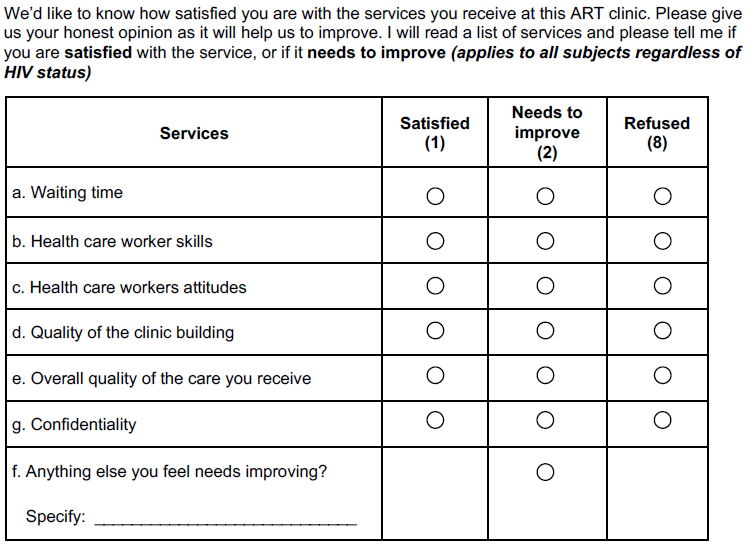 We’d like to know how satisfied you are with the services you receive at this ART clinic. Please give
us your honest opinion as it will help us to improve. I will read a list of services and please tell me if
you are satisfied with the service, or if it needs to improve (applies to all subjects regardless of
HIV status)
Services
Satisfied
(1)
Needs to
improve
(2)
Refused
(8)
a. Waiting time
b. Health care worker skills
c. Health care workers attitudes
d. Quality of the clinic building
e. Overall quality of the care you receive
g. Confidentiality
f. Anything else you feel needs improving?
Specify: ____________________________